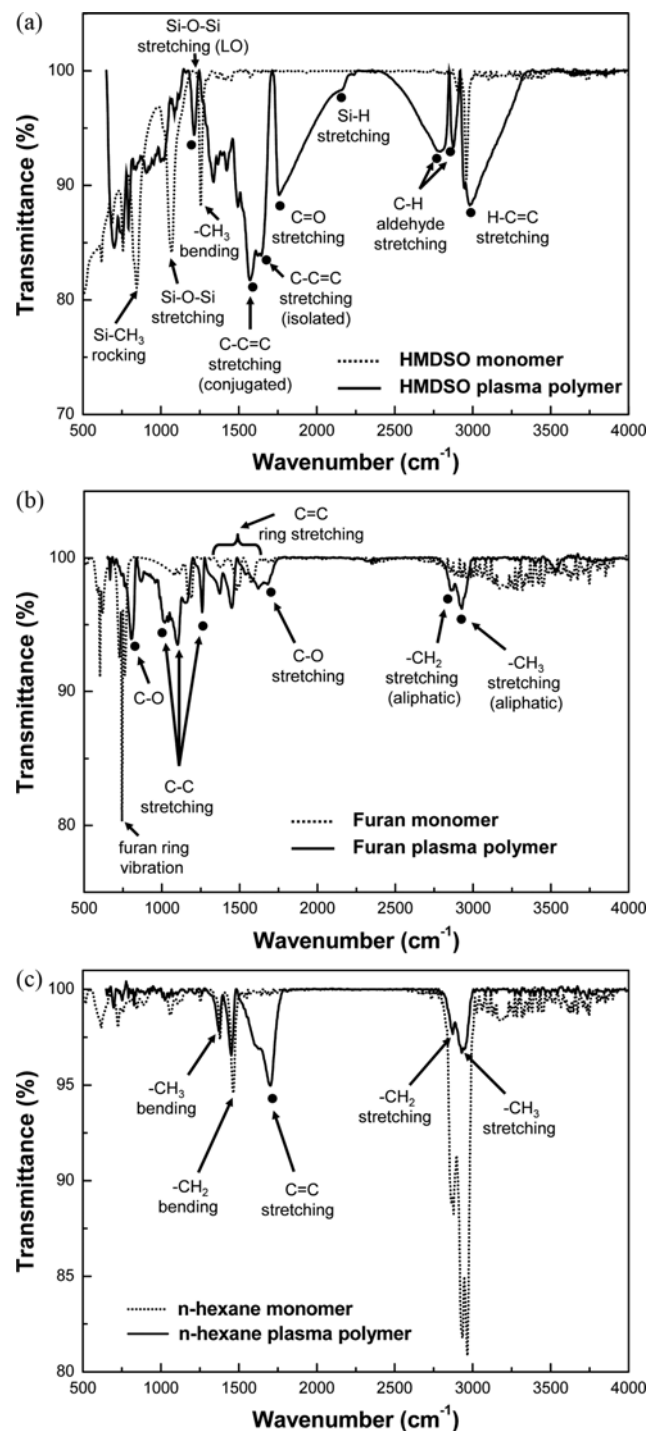 (a)
Si-O-Si
stretching (LO)
100
90
80
70
Transmittance (%)
Si-H
stretching
C=O
stretching
C-H
aldehyde
stretching
H-C=C
stretching
-CH₃
bending
C-C=C
stretching
(isolated)
Si-O-Si
stretching
Si-CH₃
rocking
C-C=C
stretching
(conjugated)
HMDSO monomer
HMDSO plasma polymer
500 1000 1500 2000 2500 3000 3500 4000
Wavenumber (cm⁻¹)
(b)
C=C
ring stretching
100
90
80
Transmittance (%)
C-O
C-O
stretching
-CH₂
stretching
(aliphatic)
-CH₃
stretching
(aliphatic)
C-C
stretching
furan ring
vibration
Furan monomer
Furan plasma polymer
500 1000 1500 2000 2500 3000 3500 4000
Wavenumber (cm⁻¹)
(c)
100
95
90
85
80
Transmittance (%)
-CH₃
bending
-CH₂
stretching
-CH₃
stretching
-CH₂
bending
C=C
stretching
n-hexane monomer
n-hexane plasma polymer
500 1000 1500 2000 2500 3000 3500 4000
Wavenumber (cm⁻¹)